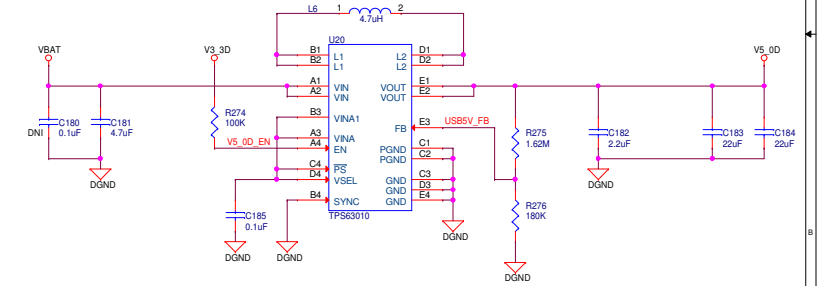 L6 1 2
4.7uH
U20
VBAT
V3_3D
V5_0D
B1 L1 L2 D1
B2 L1 L2 D2
A1 VIN VOUT E1
A2 VIN VOUT E2
B3 VINA1
FB E3 USB5V_FB
A3 VINA
V5_0D_EN A4 EN
PGND C1
PGND C2
C4 PS
D4 VSEL
GND C3
GND D3
GND E4
B4 SYNC
TPS63010
DNI
C180
0.1uF
C181
4.7uF
R274
100K
R275
1.62M
C182
2.2uF
C183
22uF
C184
22uF
C185
0.1uF
R276
180K
DGND
DGND
DGND
DGND
DGND
DGND
B